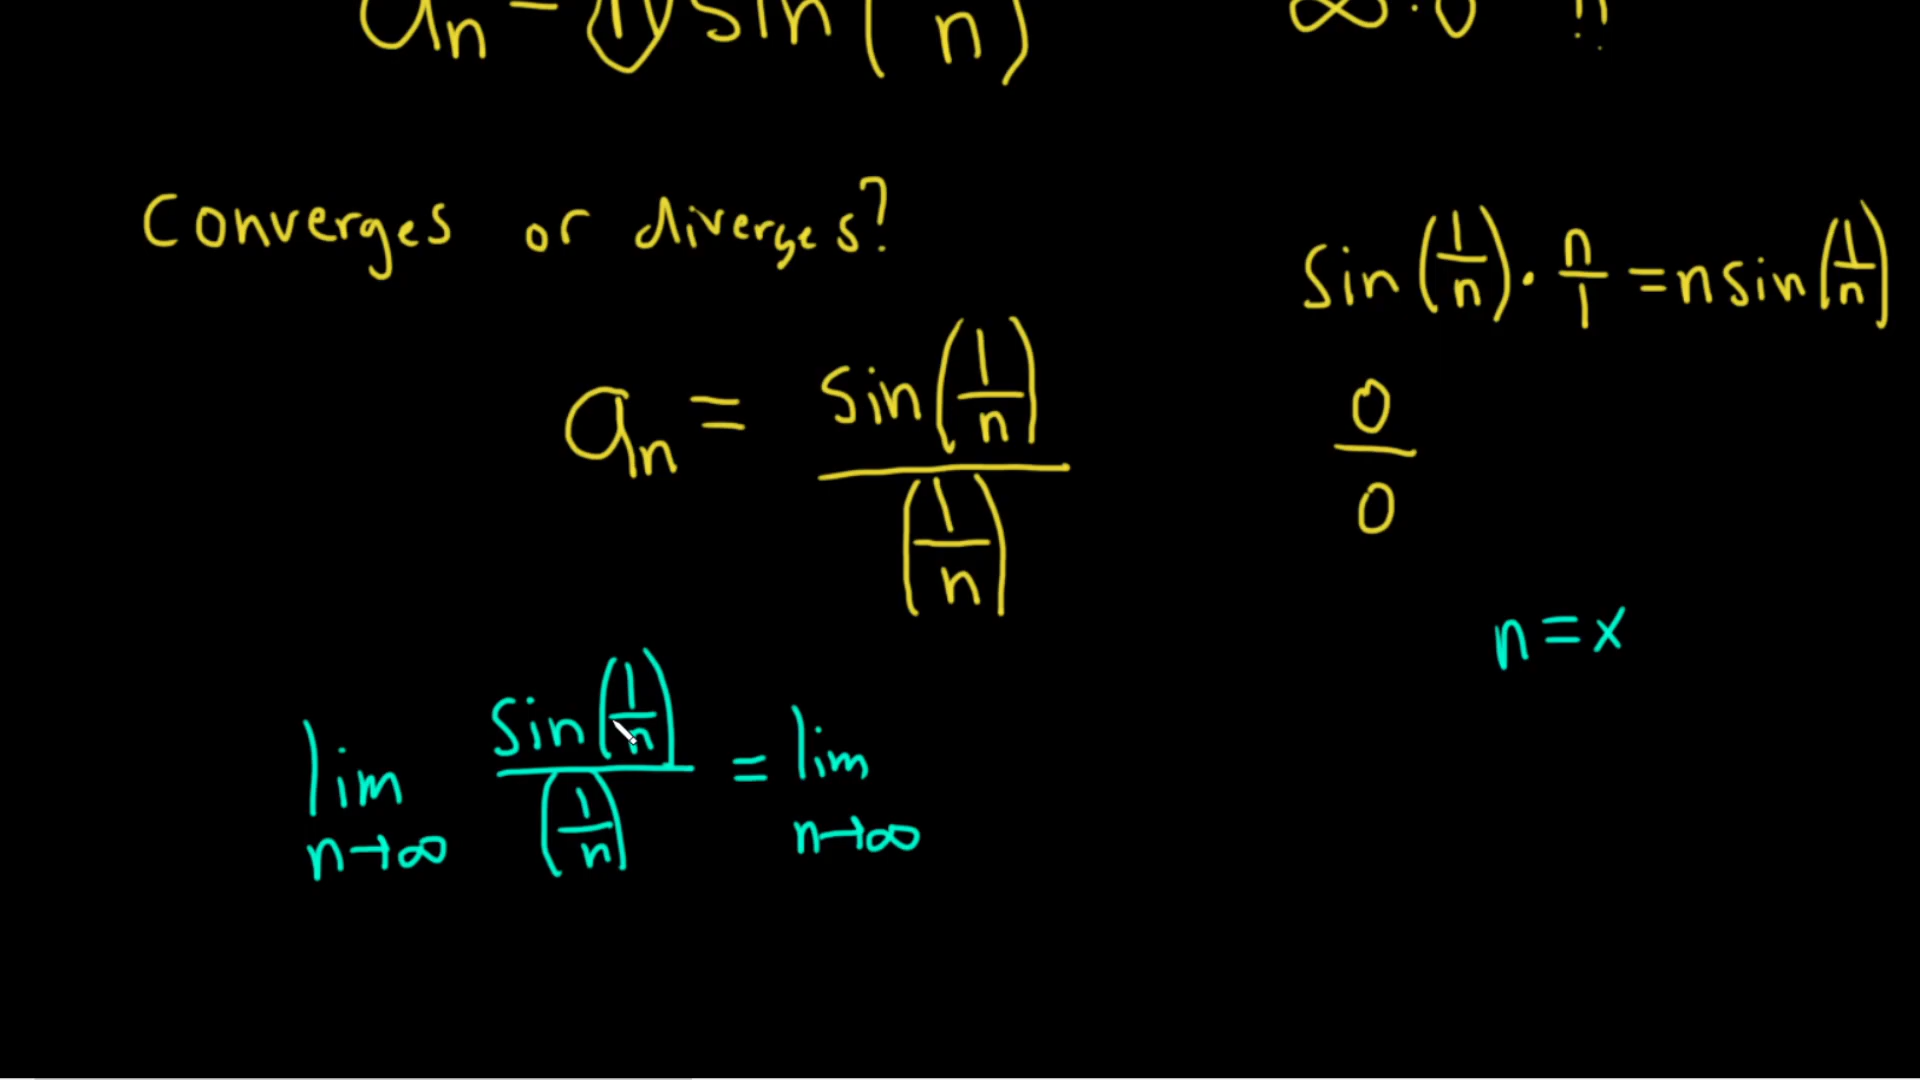 aₙ = n sin(1/n)   ∞·0 !!
Converges or diverges?
sin(1/n) · n/1 = n sin(1/n)
aₙ = sin(1/n) / (1/n)
0/0
n = x
lim n→∞ sin(1/n) / (1/n) = lim n→∞